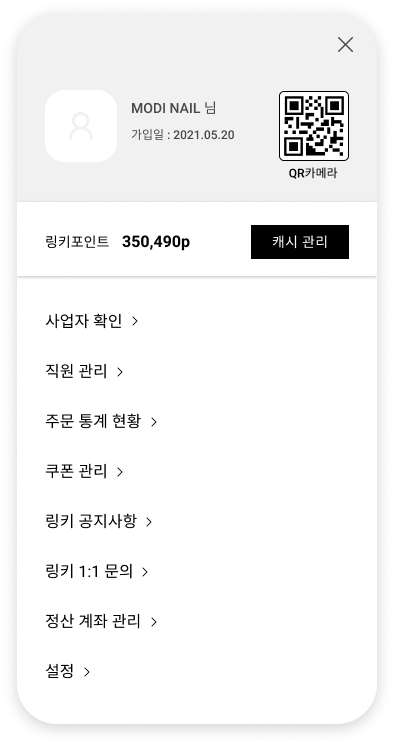 MODI NAIL 님
가입일 : 2021.05.20
QR카메라
링키포인트 350,490p
캐시 관리
사업자 확인
직원 관리
주문 통계 현황
쿠폰 관리
링키 공지사항
링키 1:1 문의
정산 계좌 관리
설정